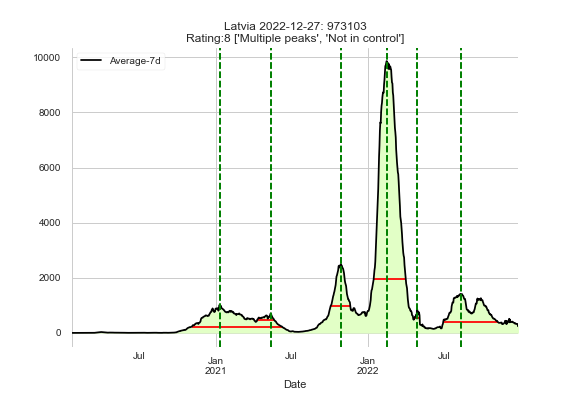 Latvia 2022-12-27: 973103
Rating:8 ['Multiple peaks', 'Not in control']
Average-7d
10000
8000
6000
4000
2000
0
Jul
Jan
2021
Jul
Jan
2022
Jul
Date